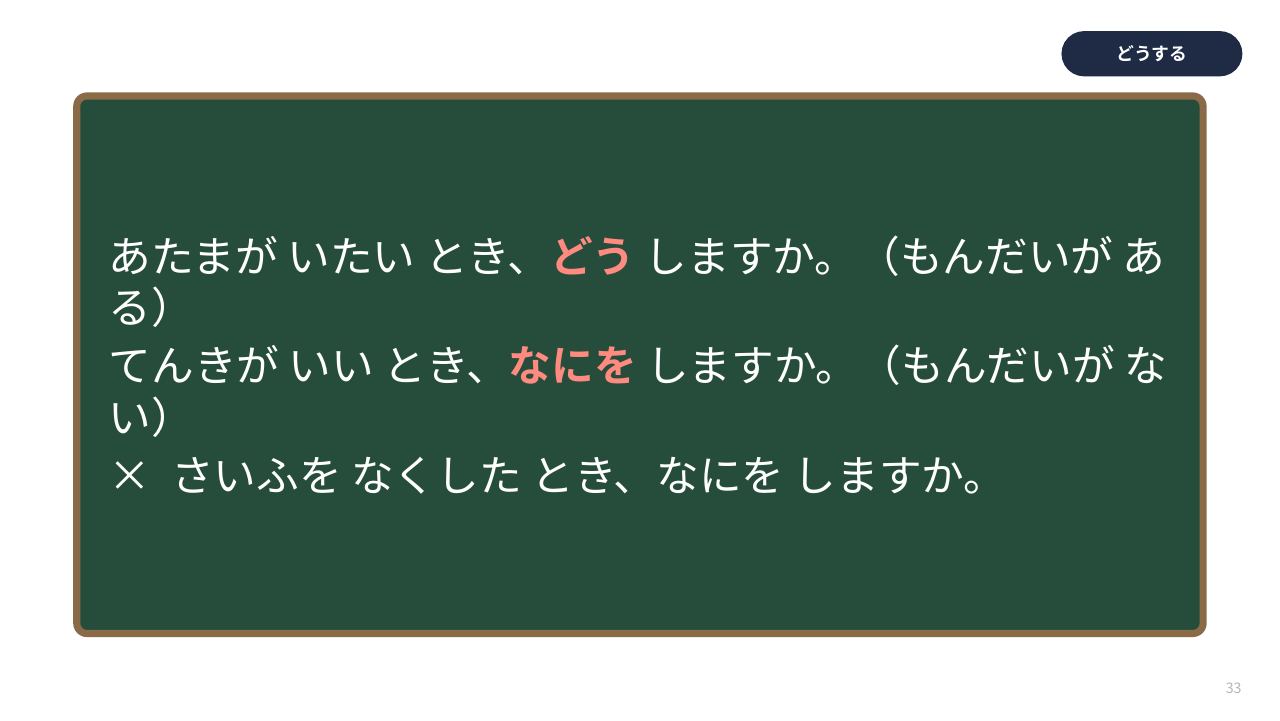 どうする
あたまが いたい とき、どう しますか。（もんだいが あ
る）
てんきが いい とき、なにを しますか。（もんだいが な
い）
× さいふを なくした とき、なにを しますか。
33